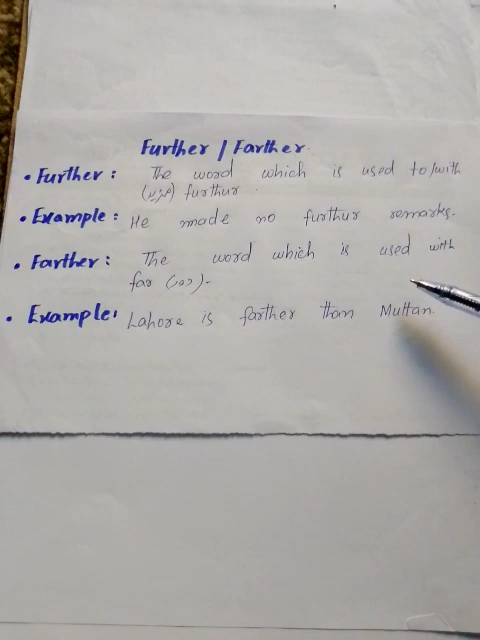 Further / Farther.
• Further : The word which is used to/with
(مزید) furthur .
• Example : He made no furthur remarks.
• Farther : The word which is used with
far (دور).
• Example : Lahore is farther than Multan.